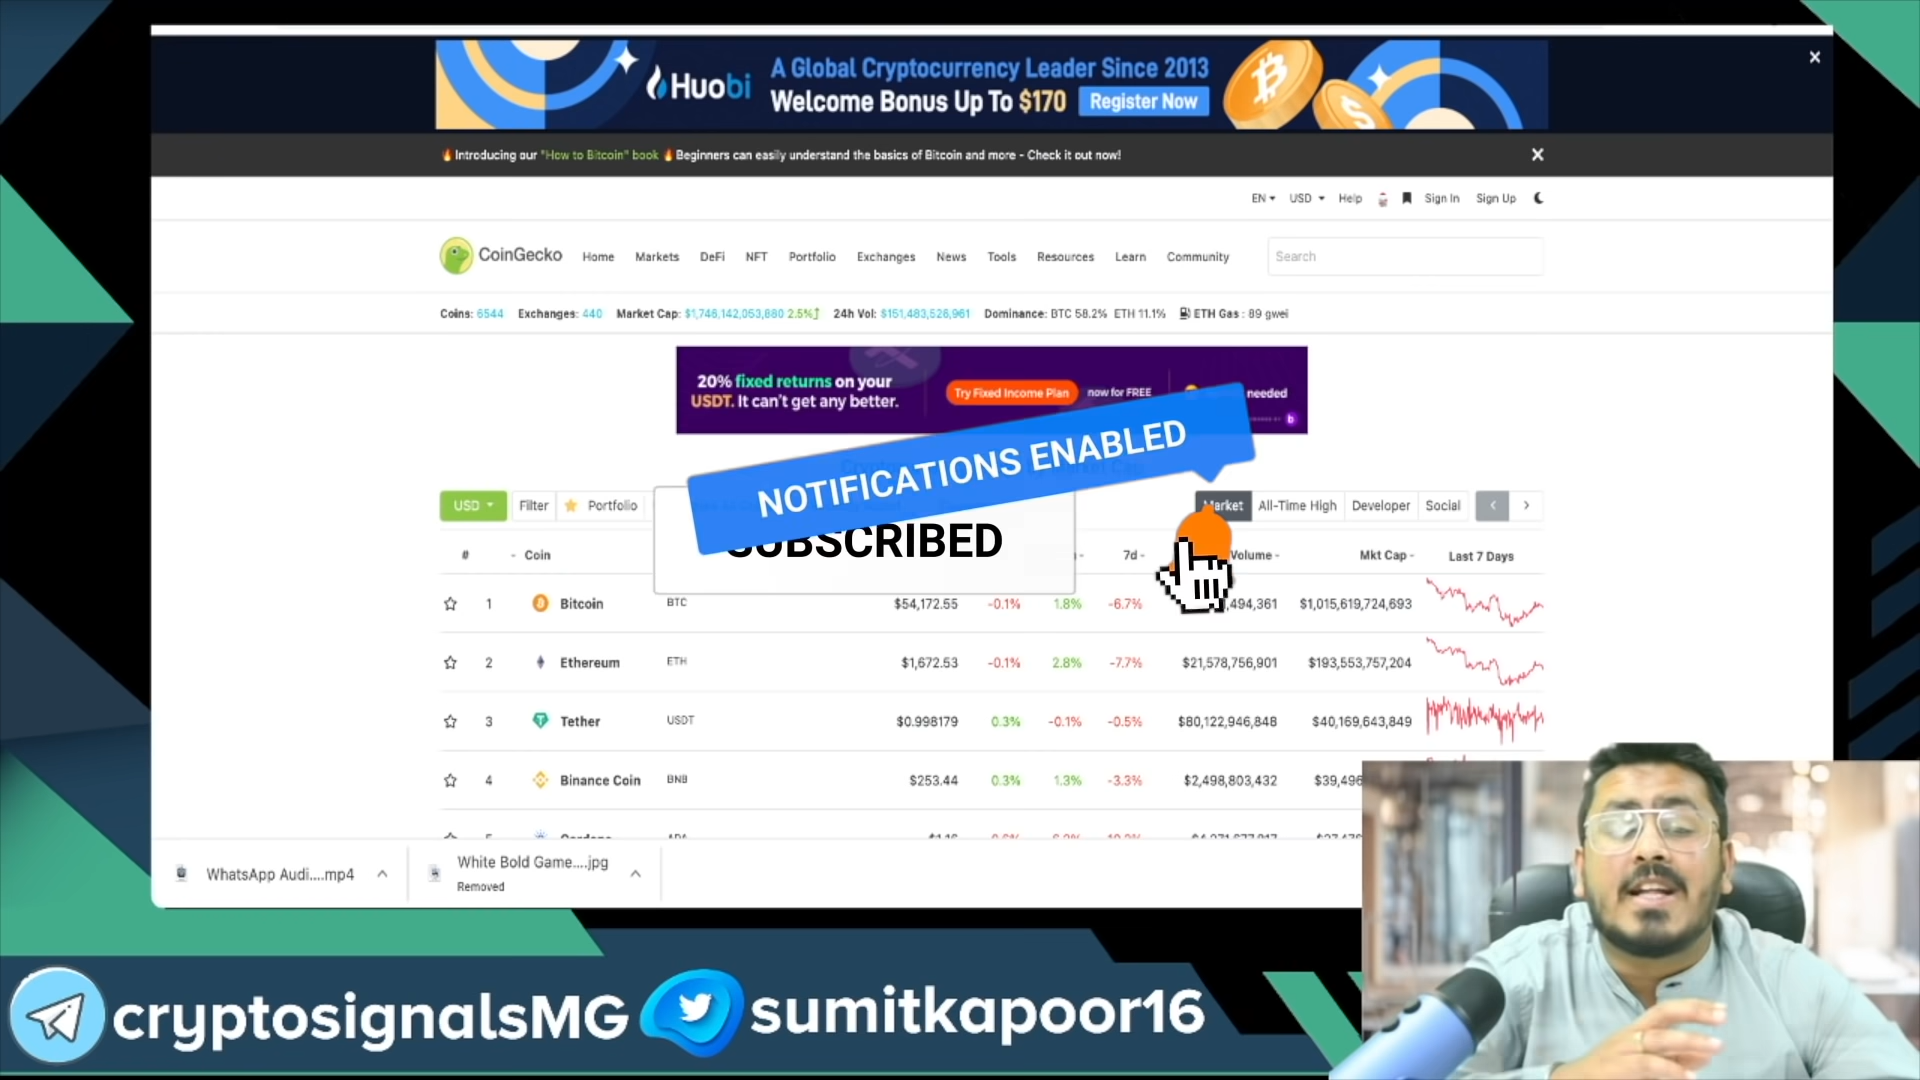 Huobi
A Global Cryptocurrency Leader Since 2013
Welcome Bonus Up To $170 Register Now
Introducing our "How to Bitcoin" book Beginners can easily understand the basics of Bitcoin and more - Check it out now!
EN USD Help Sign In Sign Up
CoinGecko Home Markets DeFi NFT Portfolio Exchanges News Tools Resources Learn Community Search
Coins: 6544 Exchanges: 440 Market Cap: $1,746,142,053,880 2.5% 24h Vol: $151,483,526,961 Dominance: BTC 58.2% ETH 11.1% ETH Gas : 89 gwei
20% fixed returns on your
USDT. It can't get any better.
Try Fixed Income Plan now for FREE needed
NOTIFICATIONS ENABLED
SUBSCRIBED
USD Filter Portfolio Market All-Time High Developer Social
# Coin 7d Volume Mkt Cap Last 7 Days
1 Bitcoin BTC $54,172.55 -0.1% 1.8% -6.7% ,494,361 $1,015,619,724,693
2 Ethereum ETH $1,672.53 -0.1% 2.8% -7.7% $21,578,756,901 $193,553,757,204
3 Tether USDT $0.998179 0.3% -0.1% -0.5% $80,122,946,848 $40,169,643,849
4 Binance Coin BNB $253.44 0.3% 1.3% -3.3% $2,498,803,432 $39,496
WhatsApp Audi....mp4
White Bold Game....jpg
Removed
cryptosignalsMG
sumitkapoor16